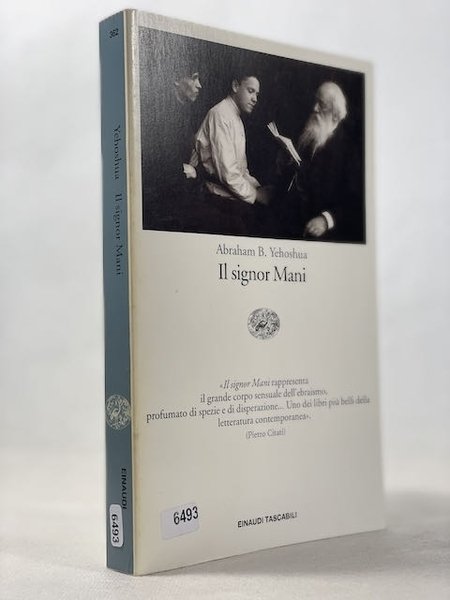 362
Yehoshua Il signor Mani
EINAUDI
6493
Abraham B. Yehoshua
Il signor Mani
«Il signor Mani rappresenta
il grande corpo sensuale dell'ebraismo,
profumato di spezie e di disperazione... Uno dei libri più belli della
letteratura contemporanea».
(Pietro Citati)
6493
EINAUDI TASCABILI